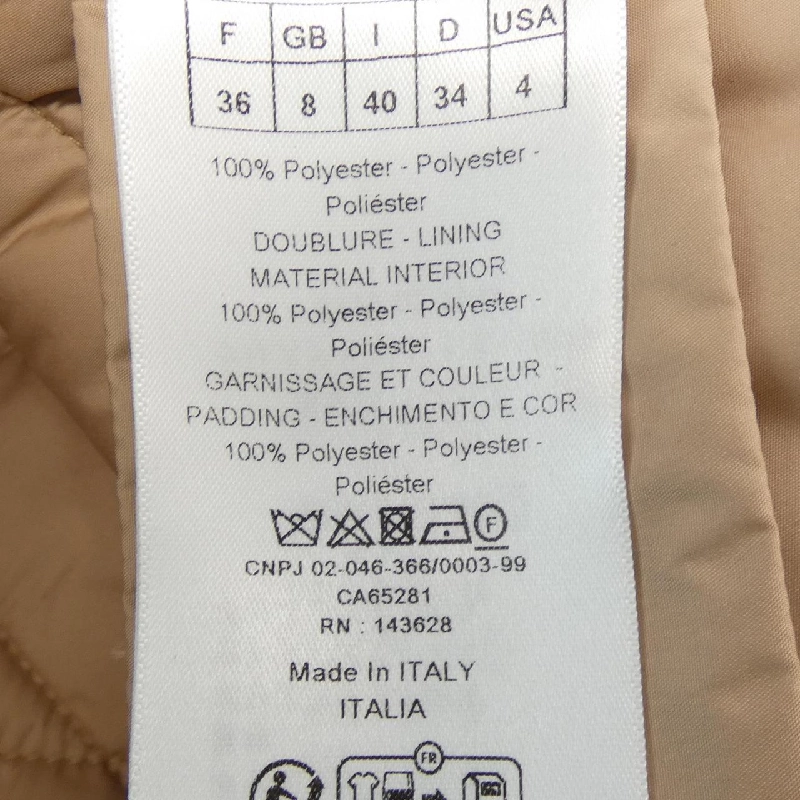 F GB I D USA
36 8 40 34 4
100% Polyester - Polyester -
Poliéster
DOUBLURE - LINING
MATERIAL INTERIOR
100% Polyester - Polyester -
Poliéster
GARNISSAGE ET COULEUR -
PADDING - ENCHIMENTO E COR
100% Polyester - Polyester -
Poliéster
F
CNPJ 02-046-366/0003-99
CA65281
RN : 143628
Made In ITALY
ITALIA
FR